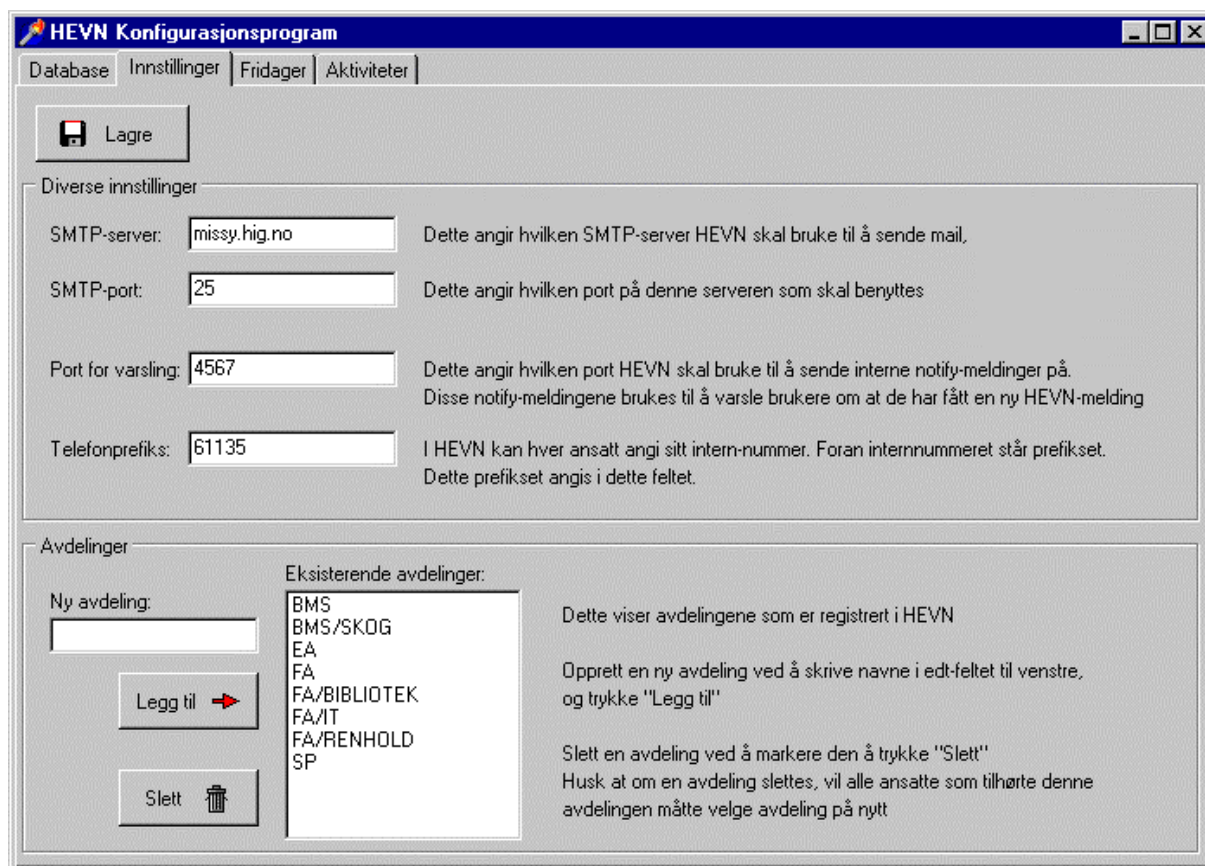 HEVN Konfigurasjonsprogram
Database Innstillinger Fridager Aktiviteter
Lagre
Diverse innstillinger
SMTP-server: missy.hig.no Dette angir hvilken SMTP-server HEVN skal bruke til å sende mail,
SMTP-port: 25 Dette angir hvilken port på denne serveren som skal benyttes
Port for varsling: 4567 Dette angir hvilken port HEVN skal bruke til å sende interne notify-meldinger på.
Disse notify-meldingene brukes til å varsle brukere om at de har fått en ny HEVN-melding
Telefonprefiks: 61135 I HEVN kan hver ansatt angi sitt intern-nummer. Foran internnummeret står prefikset.
Dette prefikset angis i dette feltet.
Avdelinger
Ny avdeling:
Legg til
Slett
Eksisterende avdelinger:
BMS
BMS/SKOG
EA
FA
FA/BIBLIOTEK
FA/IT
FA/RENHOLD
SP
Dette viser avdelingene som er registrert i HEVN
Opprett en ny avdeling ved å skrive navne i edt-feltet til venstre,
og trykke "Legg til"
Slett en avdeling ved å markere den å trykke "Slett"
Husk at om en avdeling slettes, vil alle ansatte som tilhørte denne
avdelingen måtte velge avdeling på nytt